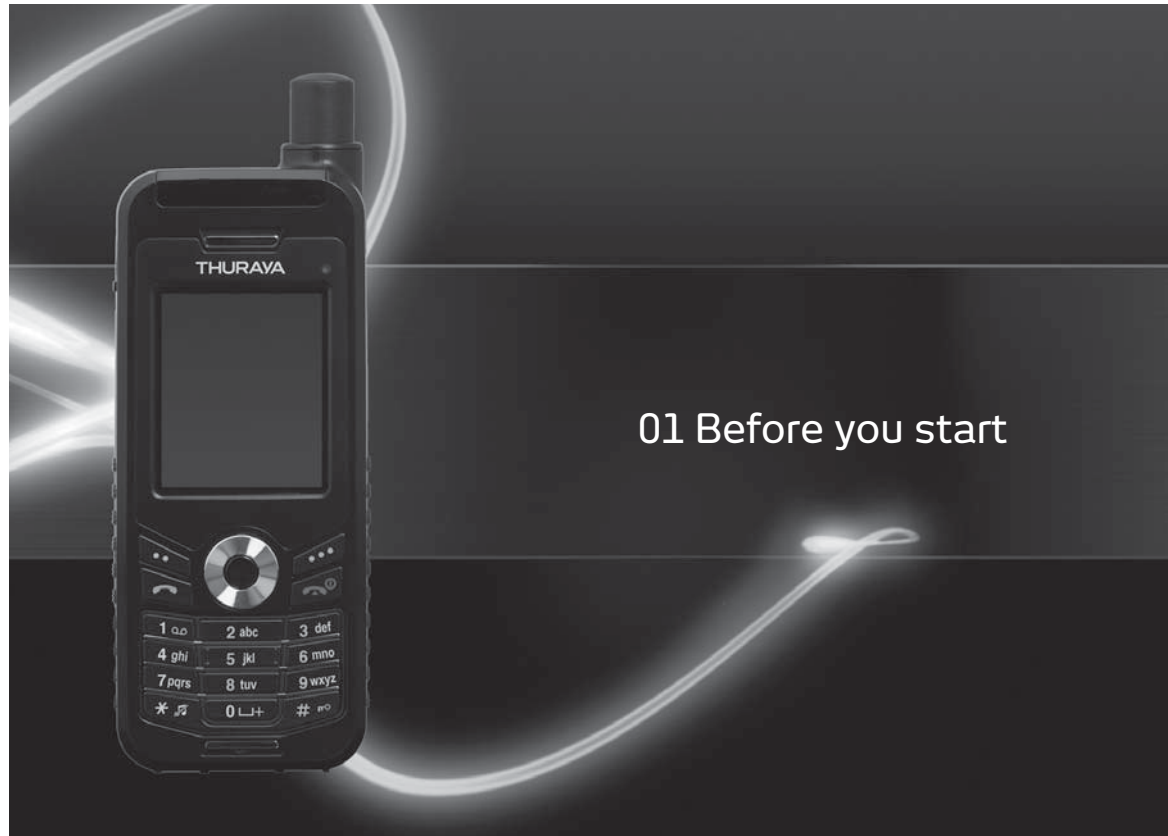 THURAYA
01 Before you start
1
2 abc
3 def
4 ghi
5 jkl
6 mno
7 pqrs
8 tuv
9 wxyz
*
0 +
#